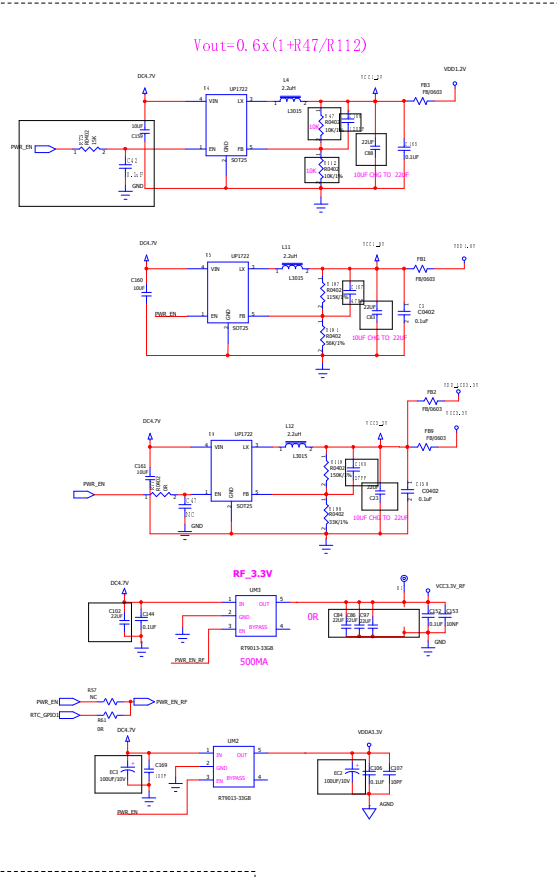 Vout=0.6x(1+R47/R112)
DC4.7V
UP1722
L4
2.2uH
L3015
VDD1.2V
FB3
FB/0603
VIN
LX
EN
FB
GND
SOT25
10UF
C159
PWR_EN
R73
R0402
15K
GND
10K
R0402
10K/1%
10K
R0402
10K/1%
22UF
C88
0.1UF
10UF CHG TO 22UF
DC4.7V
UP1722
L11
2.2uH
L3015
FB1
FB/0603
VIN
LX
EN
FB
GND
SOT25
C160
10UF
PWR_EN
R0402
115K/1%
R0402
56K/1%
22UF
C0402
0.1uF
10UF CHG TO 22UF
DC4.7V
UP1722
L12
2.2uH
L3015
FB2
FB/0603
FB9
FB/0603
VIN
LX
EN
FB
GND
SOT25
C161
10UF
PWR_EN
R0402
0R
GND
R0402
150K/1%
R0402
33K/1%
22UF
C23
C0402
0.1uF
10UF CHG TO 22UF
RF_3.3V
DC4.7V
UM3
IN
OUT
GND
EN
BYPASS
RT9013-33GB
500MA
C102
22UF
C144
0.1UF
PWR_EN_RF
0R
C84
22UF
C86
22UF
C97
22UF
VCC3.3V_RF
C152
0.1UF
C153
10NF
GND
R57
NC
PWR_EN
PWR_EN_RF
RTC_GPIO1
R61
0R
DC4.7V
UM2
IN
OUT
GND
EN
BYPASS
RT9013-33GB
EC1
100UF/10V
C169
PWR_EN
VDDA3.3V
EC2
100UF/10V
C106
0.1UF
C107
10PF
AGND